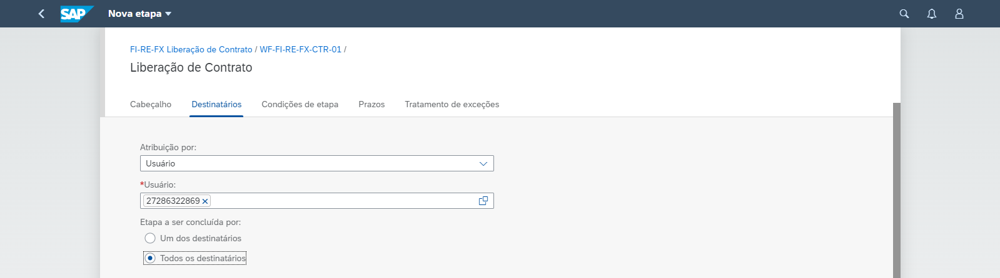 SAP Nova etapa
FI-RE-FX Liberação de Contrato / WF-FI-RE-FX-CTR-01 /
Liberação de Contrato
Cabeçalho Destinatários Condições de etapa Prazos Tratamento de exceções
Atribuição por:
Usuário
*Usuário:
27286322869
Etapa a ser concluída por:
Um dos destinatários
Todos os destinatários